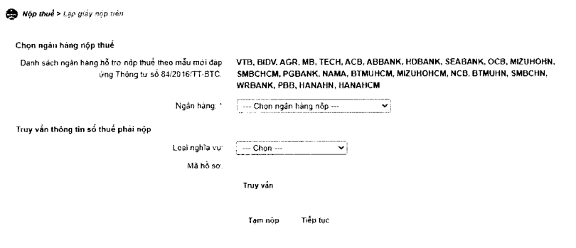 Nộp thuế > Lập giấy nộp tiền
Chọn ngân hàng nộp thuế
Danh sách ngân hàng hỗ trợ nộp thuế theo mẫu mới đáp ứng Thông tư số 84/2016/TT-BTC:
VTB, BIDV, AGR, MB, TECH, ACB, ABBANK, HDBANK, SEABANK, OCB, MIZUHOHN,
SMBCHCM, PGBANK, NAMA, BTMUHCM, MIZUHOHCM, NCB, BTMUHN, SMBCHN,
WRBANK, PBB, HANAHN, HANAHCM
Ngân hàng: * --- Chọn ngân hàng nộp ---
Truy vấn thông tin số thuế phải nộp
Loại nghĩa vụ: --- Chọn ---
Mã hồ sơ:
Truy vấn
Tạm nộp Tiếp tục